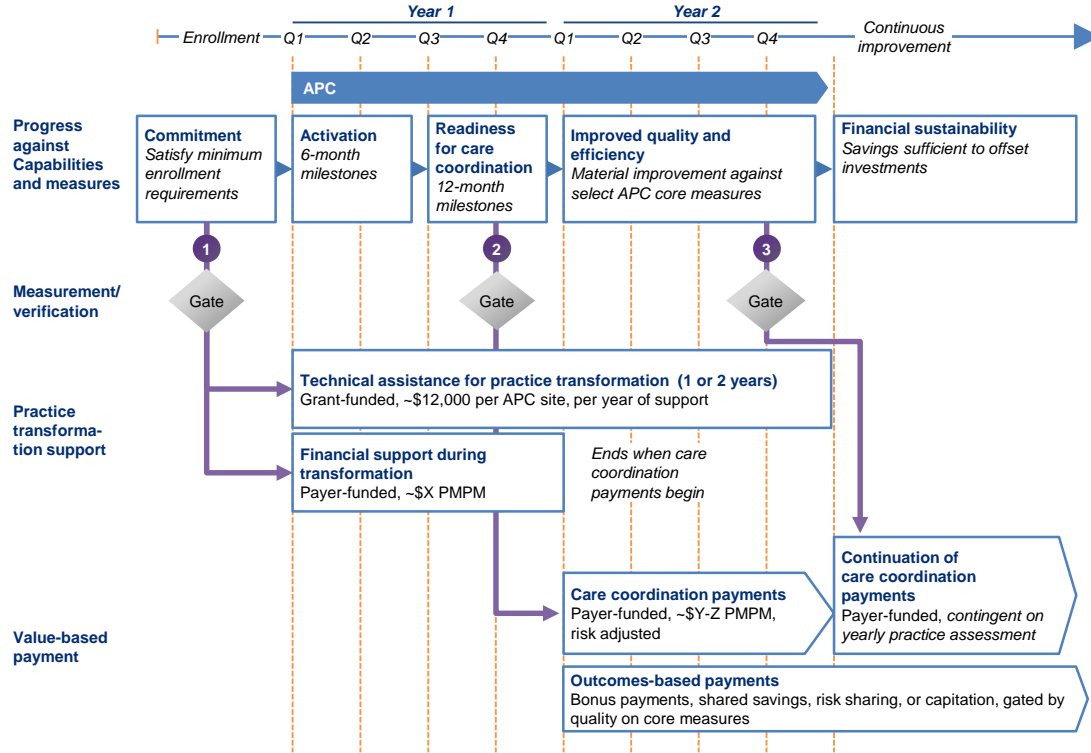 Year 1
Year 2
Enrollment
Q1
Q2
Q3
Q4
Q1
Q2
Q3
Q4
Continuous
improvement
APC
Progress
against
Capabilities
and measures
Commitment
Satisfy minimum
enrollment
requirements
Activation
6-month
milestones
Readiness
for care
coordination
12-month
milestones
Improved quality and
efficiency
Material improvement against
select APC core measures
Financial sustainability
Savings sufficient to offset
investments
1
2
3
Measurement/
verification
Gate
Gate
Gate
Practice
transforma-
tion support
Technical assistance for practice transformation (1 or 2 years)
Grant-funded, ~$12,000 per APC site, per year of support
Financial support during
transformation
Payer-funded, ~$X PMPM
Ends when care
coordination
payments begin
Value-based
payment
Care coordination payments
Payer-funded, ~$Y-Z PMPM,
risk adjusted
Continuation of
care coordination
payments
Payer-funded, contingent on
yearly practice assessment
Outcomes-based payments
Bonus payments, shared savings, risk sharing, or capitation, gated by
quality on core measures